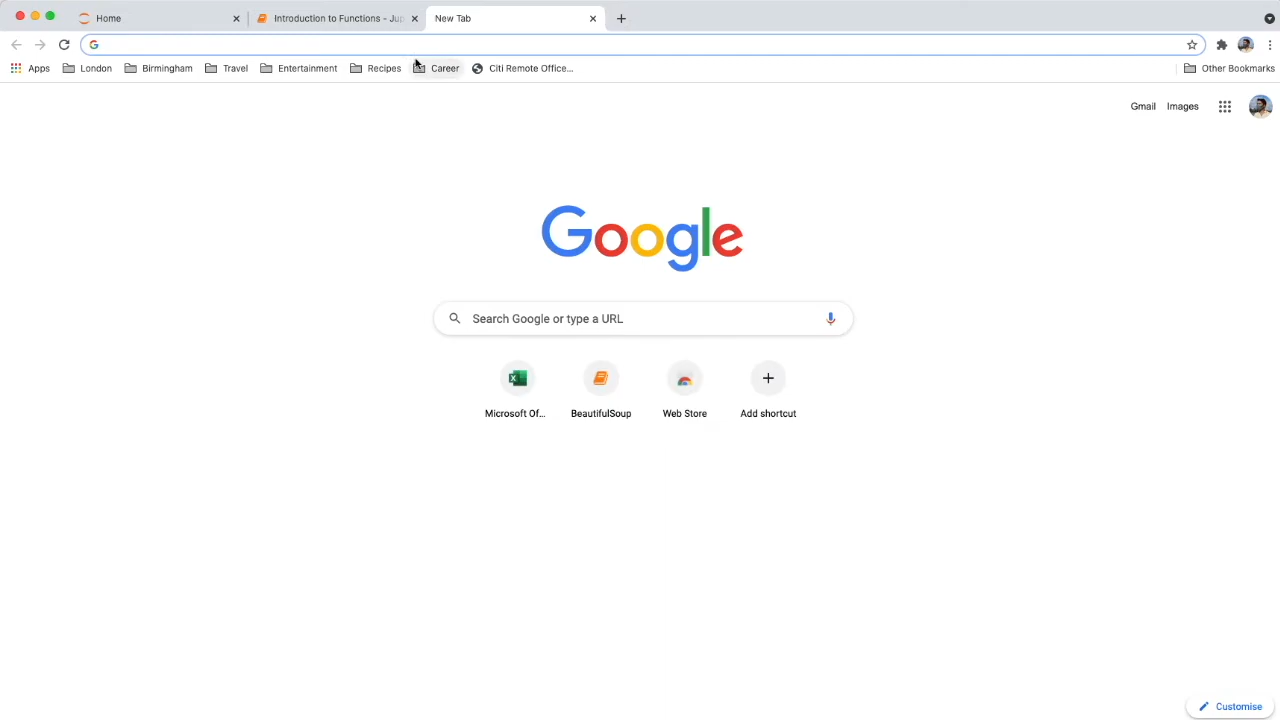 Home
Introduction to Functions - Jup
New Tab
Apps
London
Birmingham
Travel
Entertainment
Recipes
Career
Citi Remote Office...
Other Bookmarks
Gmail
Images
Google
Search Google or type a URL
Microsoft Of...
BeautifulSoup
Web Store
Add shortcut
Customise